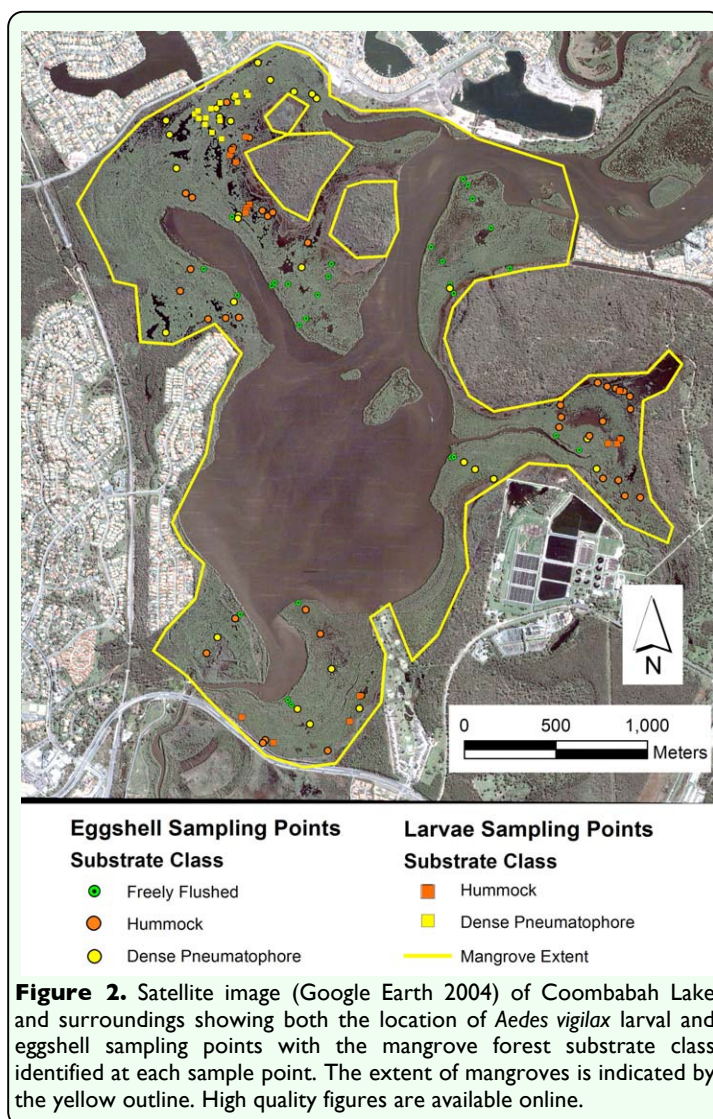 N
0 500 1,000
Meters
Eggshell Sampling Points
Substrate Class
Freely Flushed
Hummock
Dense Pneumatophore
Larvae Sampling Points
Substrate Class
Hummock
Dense Pneumatophore
Mangrove Extent
Figure 2. Satellite image (Google Earth 2004) of Coombabah Lake
and surroundings showing both the location of Aedes vigilax larval and
eggshell sampling points with the mangrove forest substrate class
identified at each sample point. The extent of mangroves is indicated by
the yellow outline. High quality figures are available online.